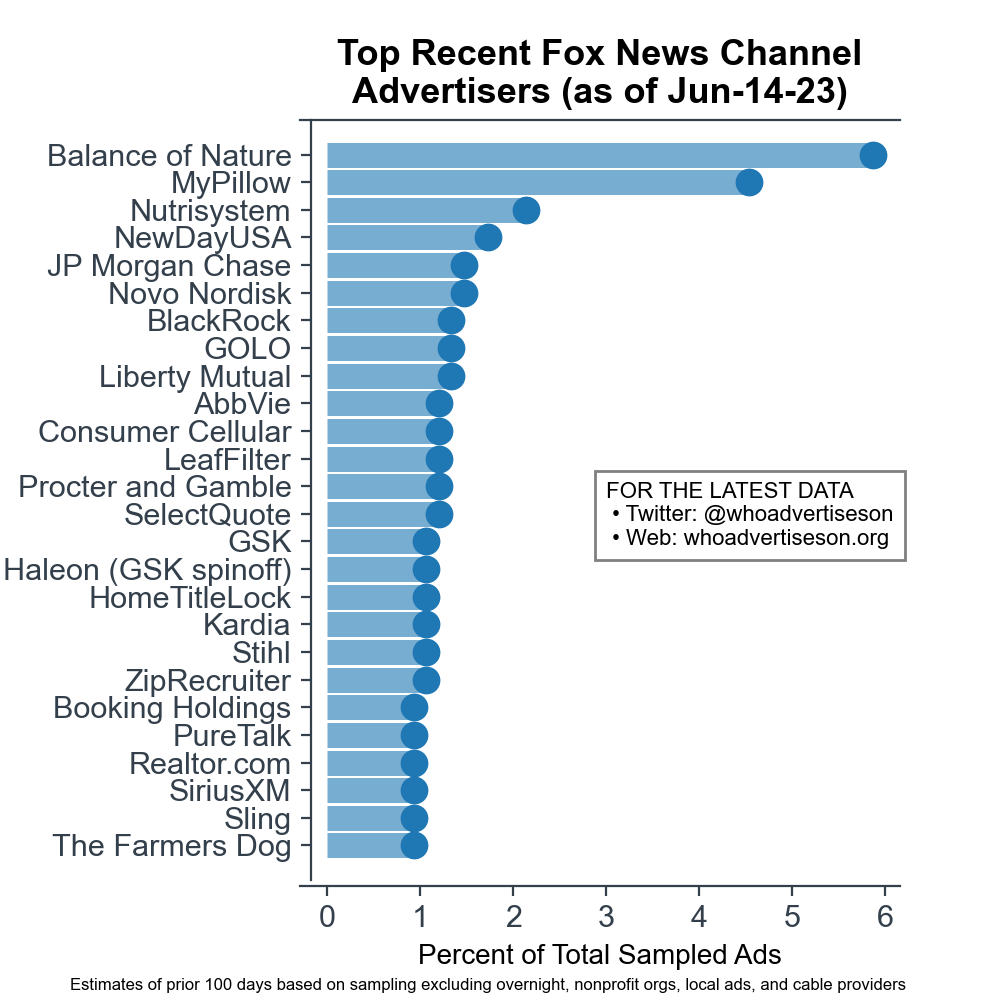 Top Recent Fox News Channel
Advertisers (as of Jun-14-23)
Balance of Nature
MyPillow
Nutrisystem
NewDayUSA
JP Morgan Chase
Novo Nordisk
BlackRock
GOLO
Liberty Mutual
AbbVie
Consumer Cellular
LeafFilter
Procter and Gamble
SelectQuote
GSK
Haleon (GSK spinoff)
HomeTitleLock
Kardia
Stihl
ZipRecruiter
Booking Holdings
PureTalk
Realtor.com
SiriusXM
Sling
The Farmers Dog
FOR THE LATEST DATA
• Twitter: @whoadvertiseson
• Web: whoadvertiseson.org
0 1 2 3 4 5 6
Percent of Total Sampled Ads
Estimates of prior 100 days based on sampling excluding overnight, nonprofit orgs, local ads, and cable providers